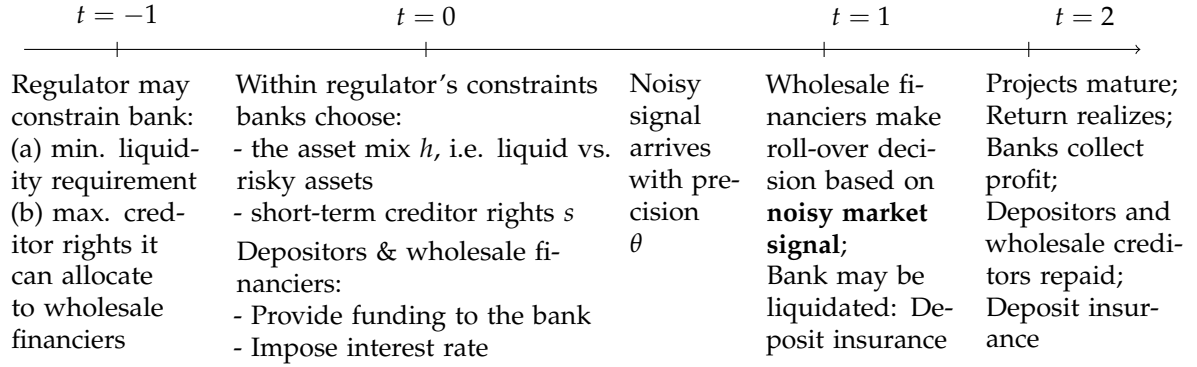 t = −1
t = 0
t = 1
t = 2
Regulator may
constrain bank:
(a) min. liquid-
ity requirement
(b) max. cred-
itor rights it
can allocate
to wholesale
financiers
Within regulator's constraints
banks choose:
- the asset mix h, i.e. liquid vs.
risky assets
- short-term creditor rights s
Depositors & wholesale fi-
nanciers:
- Provide funding to the bank
- Impose interest rate
Noisy
signal
arrives
with pre-
cision
θ
Wholesale fi-
nanciers make
roll-over deci-
sion based on
noisy market
signal;
Bank may be
liquidated: De-
posit insurance
Projects mature;
Return realizes;
Banks collect
profit;
Depositors and
wholesale credi-
tors repaid;
Deposit insur-
ance